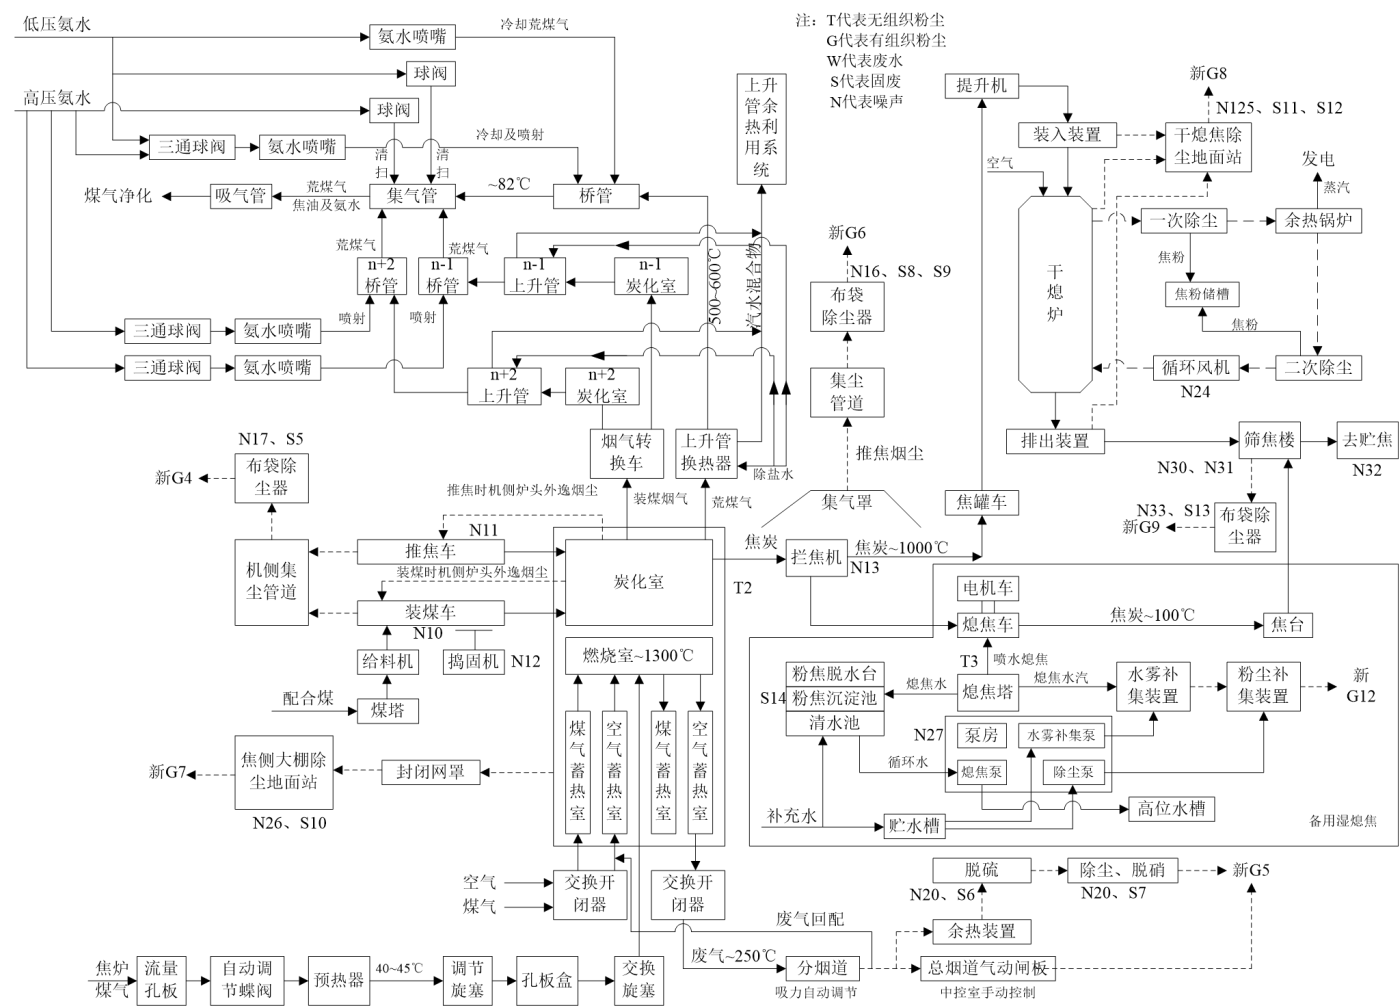 低压氨水
氨水喷嘴
冷却荒煤气
球阀
高压氨水
球阀
三通球阀
氨水喷嘴
冷却及喷射
清扫
清扫
煤气净化
吸气管
荒煤气
焦油及氨水
集气管
~82℃
桥管
荒煤气
n+2
桥管
荒煤气
n-1
桥管
n-1
上升管
n-1
炭化室
喷射
喷射
三通球阀
氨水喷嘴
三通球阀
氨水喷嘴
n+2
上升管
n+2
炭化室
500~600℃
汽水混合物
上升
管余
热利
用系
统
烟气转
换车
上升管
换热器
除盐水
装煤烟气
荒煤气
注：T代表无组织粉尘
G代表有组织粉尘
W代表废水
S代表固废
N代表噪声
新G6
N16、S8、S9
布袋
除尘器
集尘
管道
推焦烟尘
集气罩
提升机
装入装置
空气
干熄炉
排出装置
新G8
N125、S11、S12
干熄焦除
尘地面站
发电
蒸汽
一次除尘
余热锅炉
焦粉
焦粉储槽
焦粉
循环风机
N24
二次除尘
筛焦楼
去贮焦
N30、N31
N32
N33、S13
新G9
布袋除
尘器
焦罐车
N17、S5
新G4
布袋除
尘器
推焦时机侧炉头外逸烟尘
N11
推焦车
机侧集
尘管道
装煤时机侧炉头外逸烟尘
装煤车
N10
给料机
捣固机
N12
配合煤
煤塔
炭化室
T2
焦炭
拦焦机
N13
焦炭~1000℃
燃烧室~1300℃
煤气蓄热室
空气蓄热室
煤气蓄热室
空气蓄热室
新G7
焦侧大棚除
尘地面站
N26、S10
封闭网罩
电机车
熄焦车
焦炭~100℃
焦台
T3
喷水熄焦
粉焦脱水台
粉焦沉淀池
清水池
S14
熄焦水
熄焦塔
熄焦水汽
水雾补
集装置
粉尘补
集装置
新
G12
N27
泵房
水雾补集泵
熄焦泵
除尘泵
循环水
高位水槽
补充水
贮水槽
备用湿熄焦
空气
煤气
交换开
闭器
交换开
闭器
脱硫
除尘、脱硝
新G5
N20、S6
N20、S7
余热装置
废气回配
废气~250℃
分烟道
吸力自动调节
总烟道气动闸板
中控室手动控制
焦炉
煤气
流量
孔板
自动调
节蝶阀
预热器
40~45℃
调节
旋塞
孔板盒
交换
旋塞